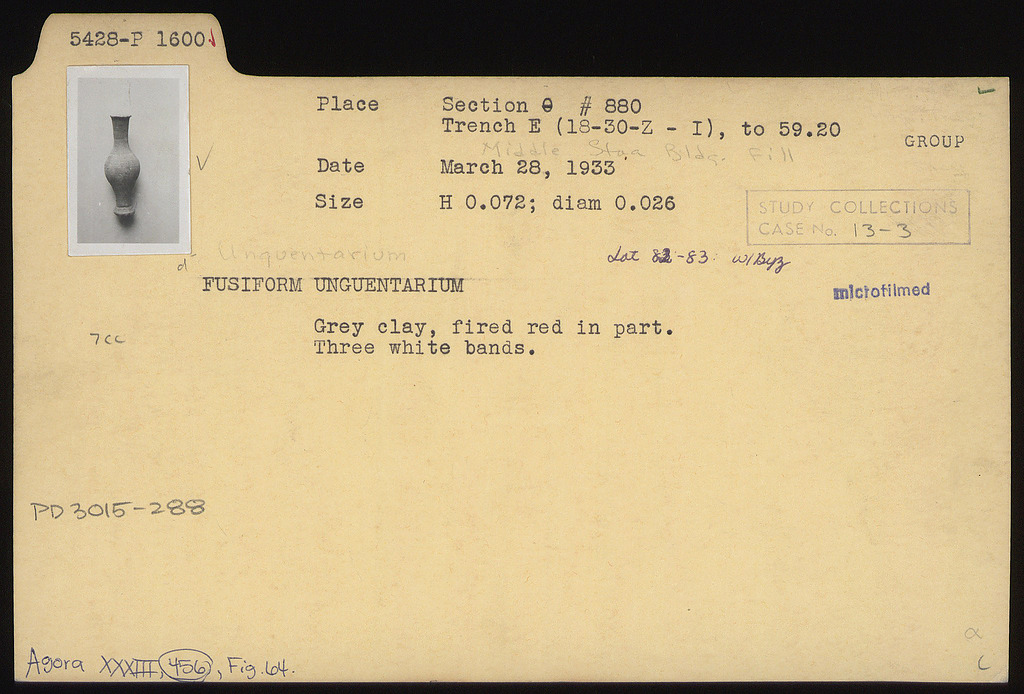 5428-P 1600
Place Section Θ # 880
Trench E (18-30-Z - I), to 59.20
GROUP
Middle Stoa Bldg. Fill
Date March 28, 1933
Size H 0.072; diam 0.026
STUDY COLLECTIONS
CASE No. 13-3
Unguentarium
Lot 82-83: w/Byz
d
FUSIFORM UNGUENTARIUM
microfilmed
Grey clay, fired red in part.
7cc
Three white bands.
PD 3015-288
α
C
Agora XXXIII, 456, Fig. 64.